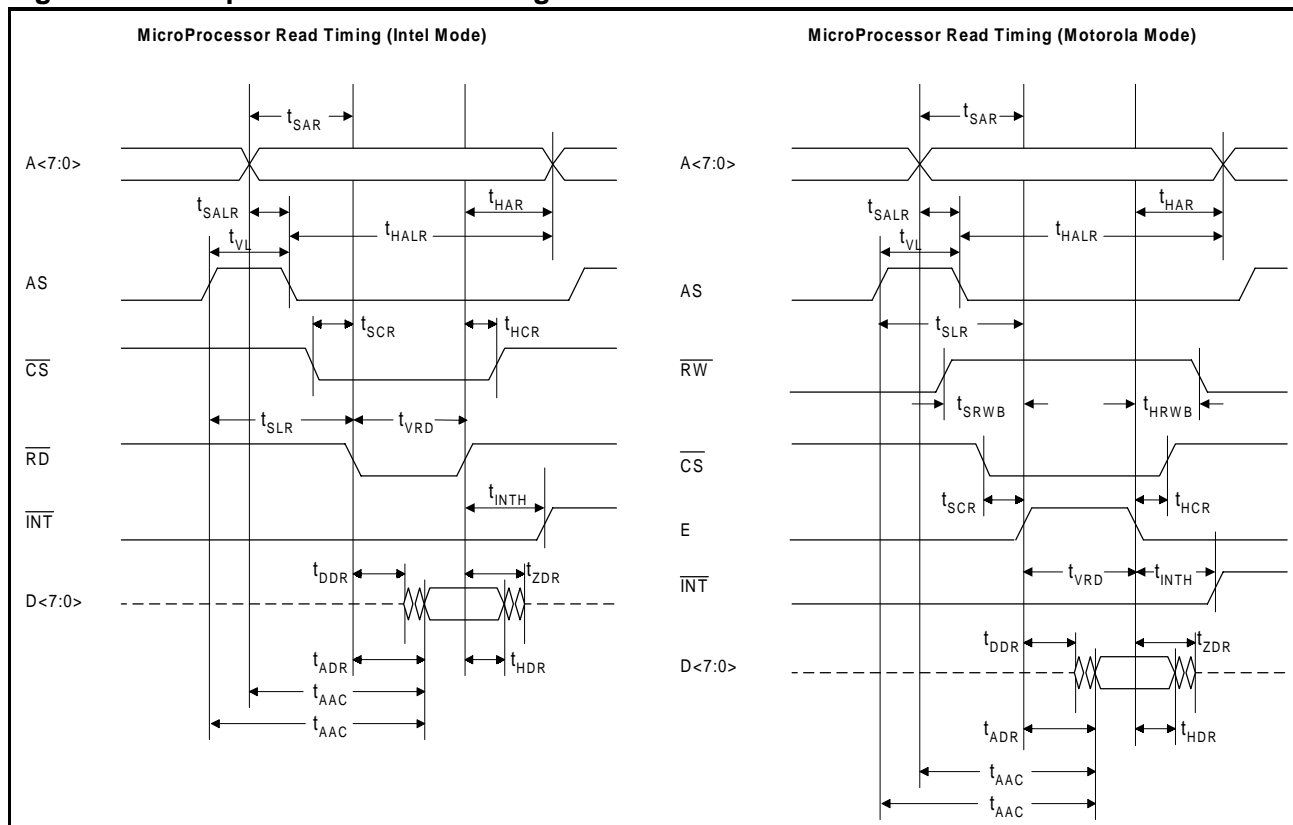 MicroProcessor Read Timing (Intel Mode)
tSAR
A<7:0>
tSALR
tHAR
tVL
tHALR
AS
tSCR
tHCR
CS
tSLR
tVRD
RD
tINTH
INT
tDDR
tZDR
D<7:0>
tADR
tHDR
tAAC
tAAC
MicroProcessor Read Timing (Motorola Mode)
tSAR
A<7:0>
tSALR
tHAR
tVL
tHALR
AS
tSLR
RW
tSRWB
tHRWB
CS
tSCR
tHCR
E
tVRD
tINTH
INT
tDDR
tZDR
D<7:0>
tADR
tHDR
tAAC
tAAC